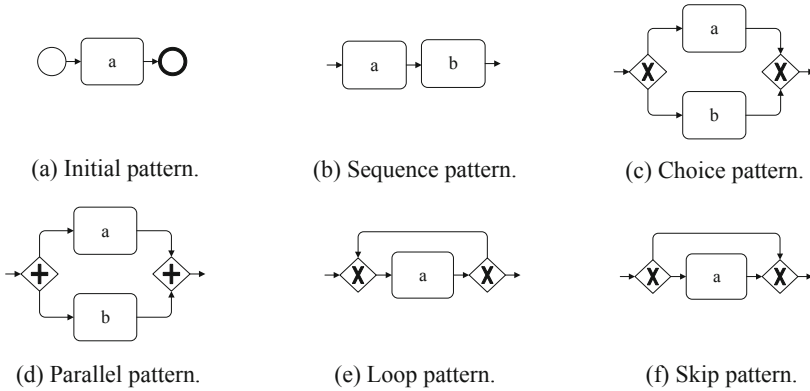 a
a
b
a
b
(a) Initial pattern.
(b) Sequence pattern.
(c) Choice pattern.
a
b
a
a
(d) Parallel pattern.
(e) Loop pattern.
(f) Skip pattern.